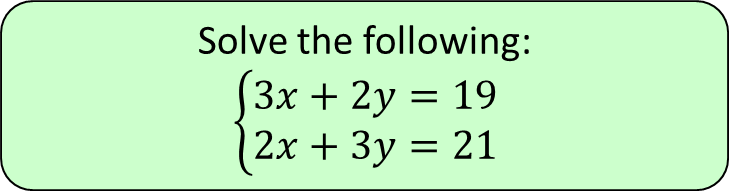 Solve the following:
3x + 2y = 19
2x + 3y = 21